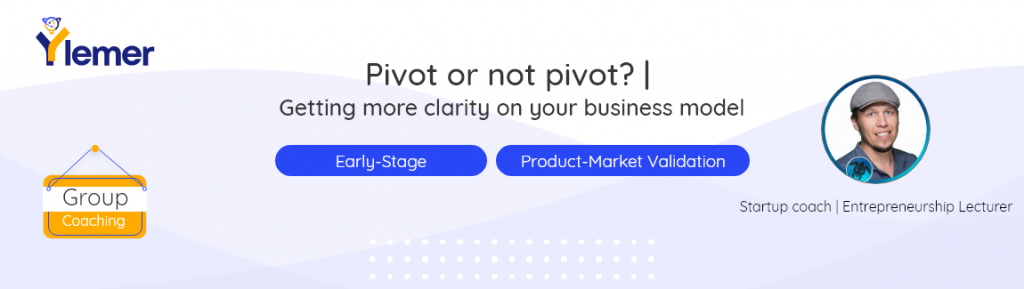 Ylemer
Pivot or not pivot? |
Getting more clarity on your business model
Early-Stage
Product-Market Validation
Group
Coaching
Startup coach | Entrepreneurship Lecturer